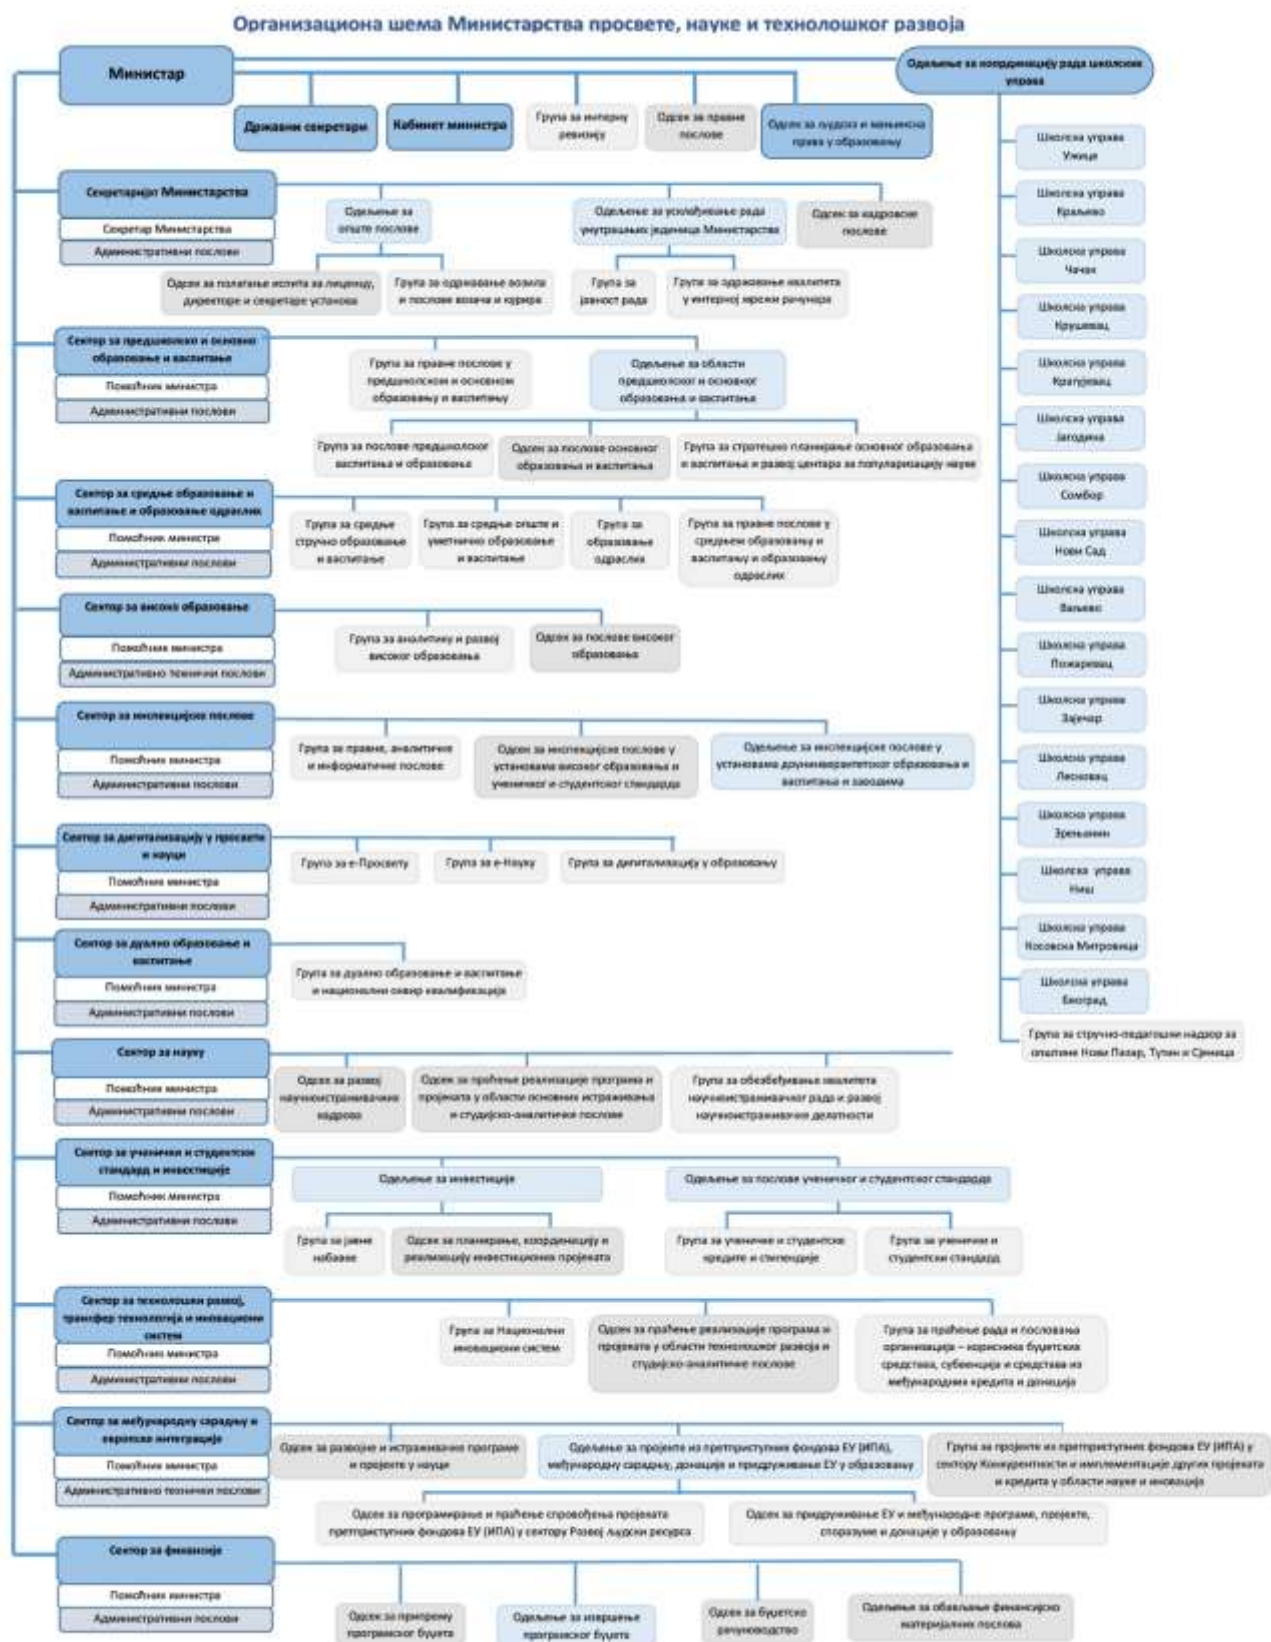 Организациона шема Министарства просвете, науке и технолошког развоја
Министар
Одељење за координацију рада школских
управа
Државни секретари
Кабинет министра
Група за интерну
ревизију
Одсек за правне
послове
Одсек за људска и мањинска
права у образовању
Школска управа
Ужице
Школска управа
Краљево
Школска управа
Чачак
Школска управа
Крушевац
Школска управа
Крагујевац
Школска управа
Јагодина
Школска управа
Сомбор
Школска управа
Нови Сад
Школска управа
Ваљево
Школска управа
Пожаревац
Школска управа
Зајечар
Школска управа
Лесковац
Школска управа
Зрењанин
Школска управа
Ниш
Школска управа
Косовска Митровица
Школска управа
Београд
Група за стручно-педагошки надзор за
општине Нови Пазар, Тутин и Сјеница
Секретаријат Министарства
Секретар Министарства
Административни послови
Одељење за
опште послове
Одељење за усклађивање рада
унутрашњих јединица Министарства
Одсек за кадровске
послове
Одсек за полагање испита за лиценцу,
директоре и секретаре установа
Група за одржавање возила
и послове возача и курира
Група за
јавност рада
Група за одржавање квалитета
у интерној мрежи рачунара
Сектор за предшколско и основно
образовање и васпитање
Помоћник министра
Административни послови
Група за правне послове у
предшколском и основном
образовању и васпитању
Одељење за области
предшколског и основног
образовања и васпитања
Група за послове предшколског
васпитања и образовања
Одсек за послове основног
образовања и васпитања
Група за стратешко планирање основног образовања
и васпитања и развој центара за популаризацију науке
Сектор за средње образовање и
васпитање и образовање одраслих
Помоћник министра
Административни послови
Група за средње
стручно образовање
и васпитање
Група за средње опште и
уметничко образовање
и васпитање
Група за
образовање
одраслих
Група за правне послове у
средњем образовању и
васпитању и образовању
одраслих
Сектор за високо образовање
Помоћник министра
Административно технички послови
Група за аналитику и развој
високог образовања
Одсек за послове високог
образовања
Сектор за инспекцијске послове
Помоћник министра
Административни послови
Група за правне, аналитичке
и информатичке послове
Одсек за инспекцијске послове у
установама високог образовања и
ученичког и студентског стандарда
Одељење за инспекцијске послове у
установама доуниверзитетског образовања и
васпитања и заводима
Сектор за дигитализацију у просвети
и науци
Помоћник министра
Административни послови
Група за е-Просвету
Група за е-Науку
Група за дигитализацију у образовању
Сектор за дуално образовање и
васпитање
Помоћник министра
Административни послови
Група за дуално образовање и васпитање
и национални оквир квалификација
Сектор за науку
Помоћник министра
Административни послови
Одсек за развој
научноистраживачких
кадрова
Одсек за праћење реализације програма и
пројеката у области основних истраживања
и студијско-аналитичке послове
Група за обезбеђивање квалитета
научноистраживачког рада и развој
научноистраживачке делатности
Сектор за ученички и студентски
стандард и инвестиције
Помоћник министра
Административни послови
Одељење за инвестиције
Одељење за послове ученичког и студентског стандарда
Група за јавне
набавке
Одсек за планирање, координацију и
реализацију инвестиционих пројеката
Група за ученичке и студентске
кредите и стипендије
Група за ученички и
студентски стандард
Сектор за технолошки развој,
трансфер технологија и иновациони
систем
Помоћник министра
Административни послови
Група за Национални
иновациони систем
Одсек за праћење реализације програма и
пројеката у области технолошког развоја и
студијско-аналитичке послове
Група за праћење рада и пословања
организација – корисника буџетских
средстава, субвенција и средстава из
међународних кредита и донација
Сектор за међународну сарадњу и
европске интеграције
Помоћник министра
Административно технички послови
Одсек за развојне и истраживачке програме
и пројекте у науци
Одељење за пројекте из претприступних фондова ЕУ (ИПА),
међународну сарадњу, донације и придруживање ЕУ у образовању
Група за пројекте из претприступних фондова ЕУ (ИПА) у
сектору Конкурентности и имплементације других пројеката
и кредита у области науке и иновација
Одсек за програмирање и праћење спровођења пројеката
претприступних фондова ЕУ (ИПА) у сектору Развој људски ресурса
Одсек за придруживање ЕУ и међународне програме, пројекте,
споразуме и донације у образовању
Сектор за финансије
Помоћник министра
Административни послови
Одсек за припрему
програмског буџета
Одељење за извршење
програмског буџета
Одсек за буџетско
рачуноводство
Одељење за обављање финансијско
материјалних послова